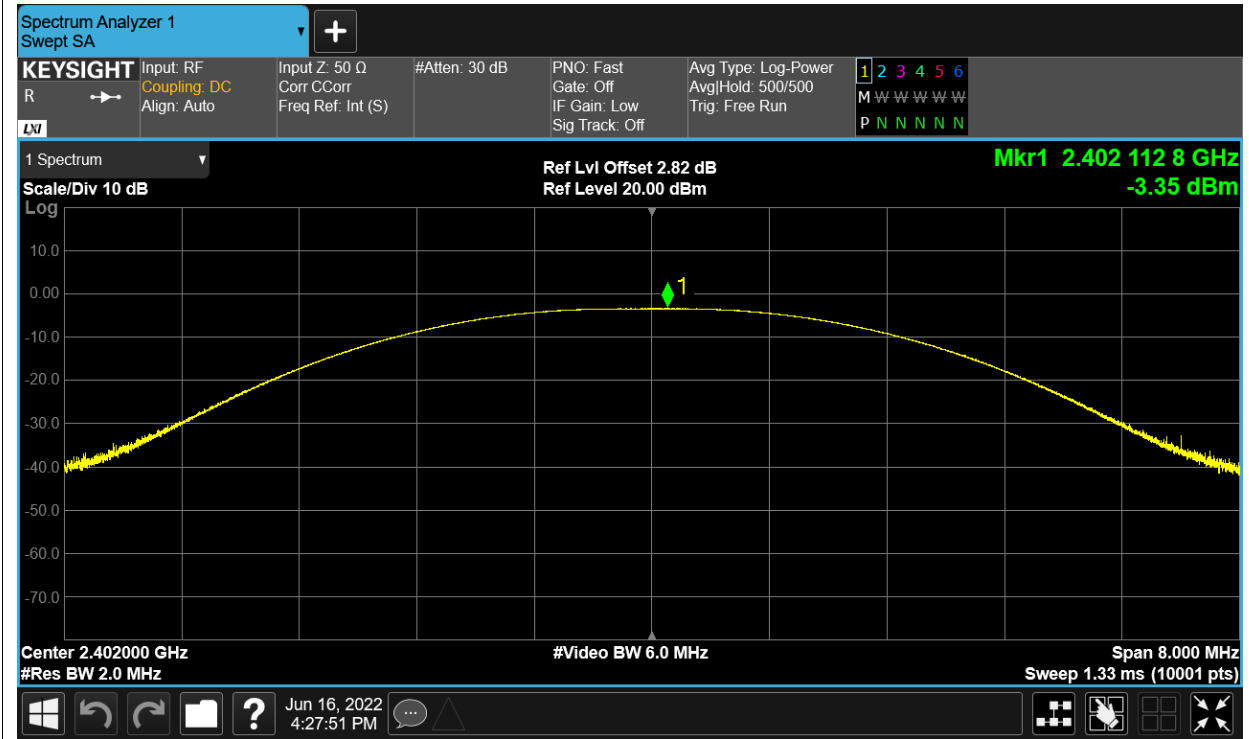 Spectrum Analyzer 1
Swept SA
KEYSIGHT
R
LXI
Input: RF
Coupling: DC
Align: Auto
Input Z: 50 Ω
Corr CCorr
Freq Ref: Int (S)
#Atten: 30 dB
PNO: Fast
Gate: Off
IF Gain: Low
Sig Track: Off
Avg Type: Log-Power
Avg|Hold: 500/500
Trig: Free Run
1 2 3 4 5 6
M W W W W W
P N N N N N
1 Spectrum
Scale/Div 10 dB
Ref Lvl Offset 2.82 dB
Ref Level 20.00 dBm
Mkr1 2.402 112 8 GHz
-3.35 dBm
Log
1
10.0
0.00
-10.0
-20.0
-30.0
-40.0
-50.0
-60.0
-70.0
Center 2.402000 GHz
#Res BW 2.0 MHz
#Video BW 6.0 MHz
Span 8.000 MHz
Sweep 1.33 ms (10001 pts)
?
Jun 16, 2022
4:27:51 PM